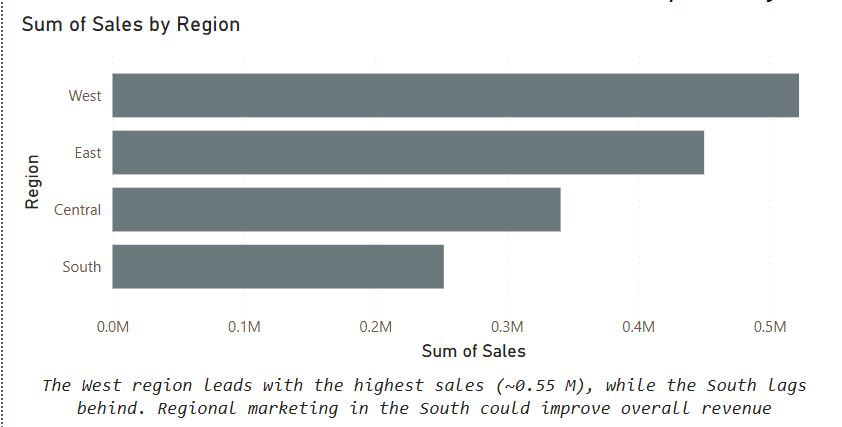 Sum of Sales by Region
West
East
Central
South
Region
0.0M 0.1M 0.2M 0.3M 0.4M 0.5M
Sum of Sales
The West region leads with the highest sales (~0.55 M), while the South lags
behind. Regional marketing in the South could improve overall revenue